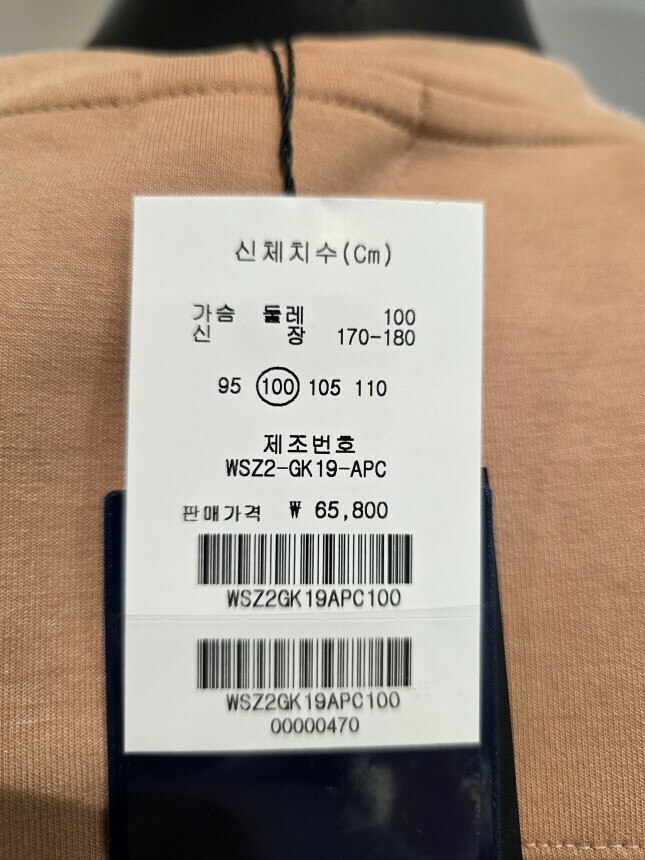 신체치수(Cm)
가슴 둘레 100
신 장 170-180
95 100 105 110
제조번호
WSZ2-GK19-APC
판매가격 ₩ 65,800
WSZ2GK19APC100
WSZ2GK19APC100
00000470